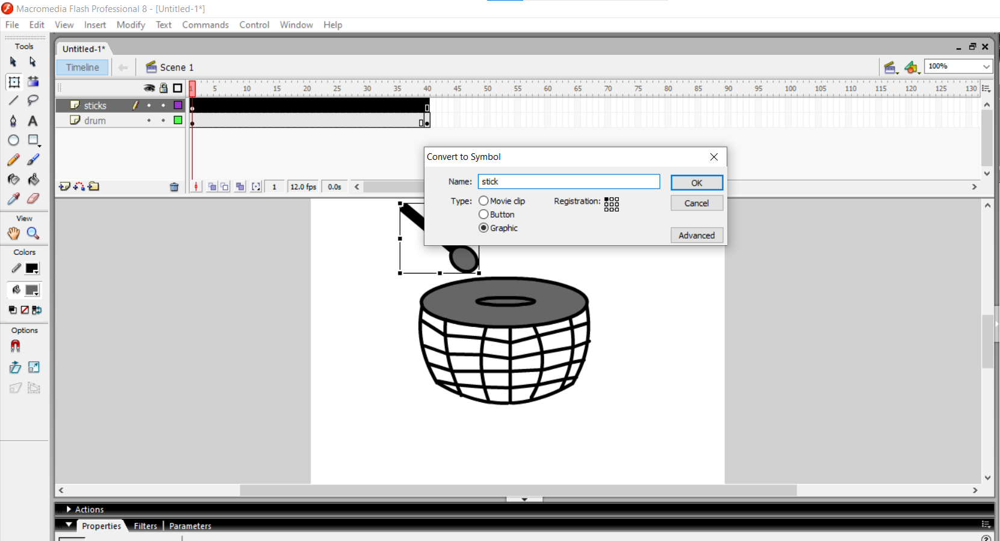 Macromedia Flash Professional 8 - [Untitled-1*]
File Edit View Insert Modify Text Commands Control Window Help
Tools
Untitled-1*
Timeline Scene 1 100%
1 5 10 15 20 25 30 35 40 45 50 55 60 65 70 75 80 85 90 95 100 105 110 115 120 125 130
sticks
drum
Convert to Symbol
Name: stick OK
Type: Movie clip Registration: Cancel
Button
Graphic
Advanced
1 12.0 fps 0.0s
View
Colors
Options
Actions
Properties Filters Parameters